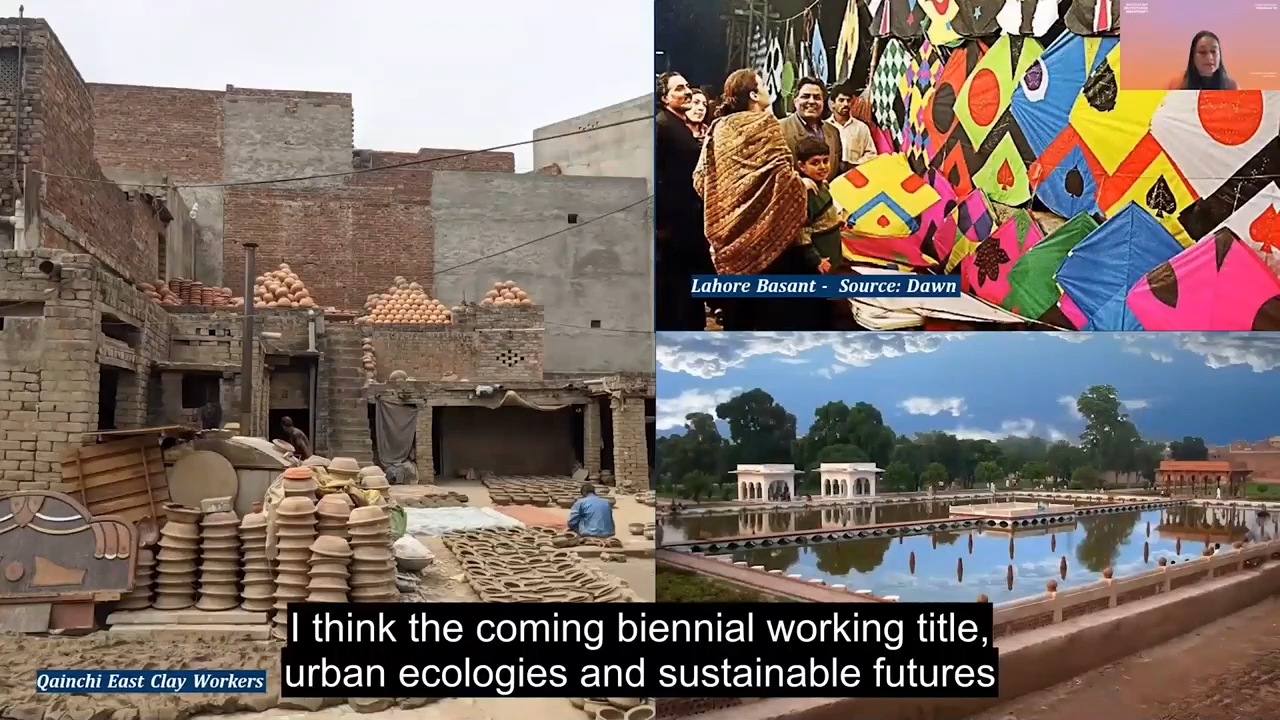 Lahore Basant - Source: Dawn
I think the coming biennial working title,
urban ecologies and sustainable futures
Qainchi East Clay Workers